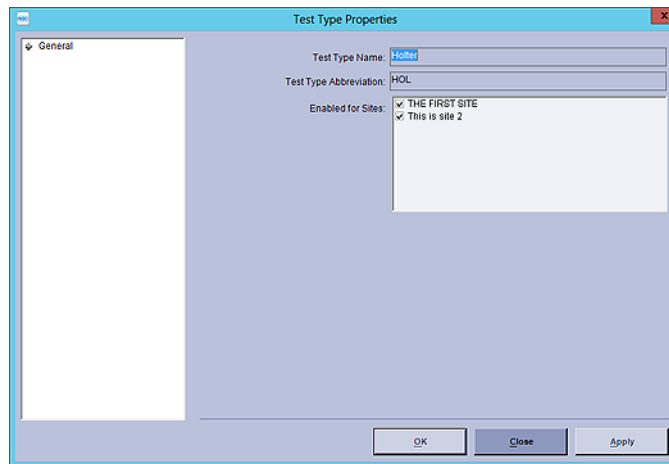 Test Type Properties
x
General
Test Type Name: Holter
Test Type Abbreviation: HOL
Enabled for Sites:
THE FIRST SITE
This is site 2
OK
Close
Apply